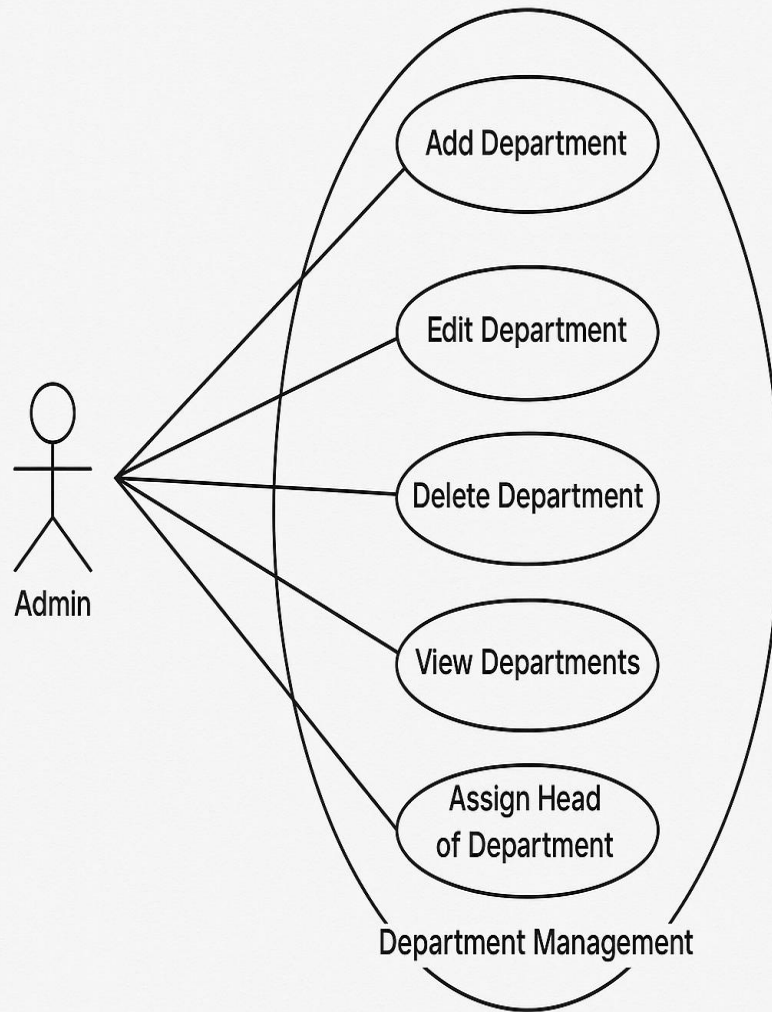 Add Department
Edit Department
Delete Department
View Departments
Assign Head
of Department
Admin
Department Management